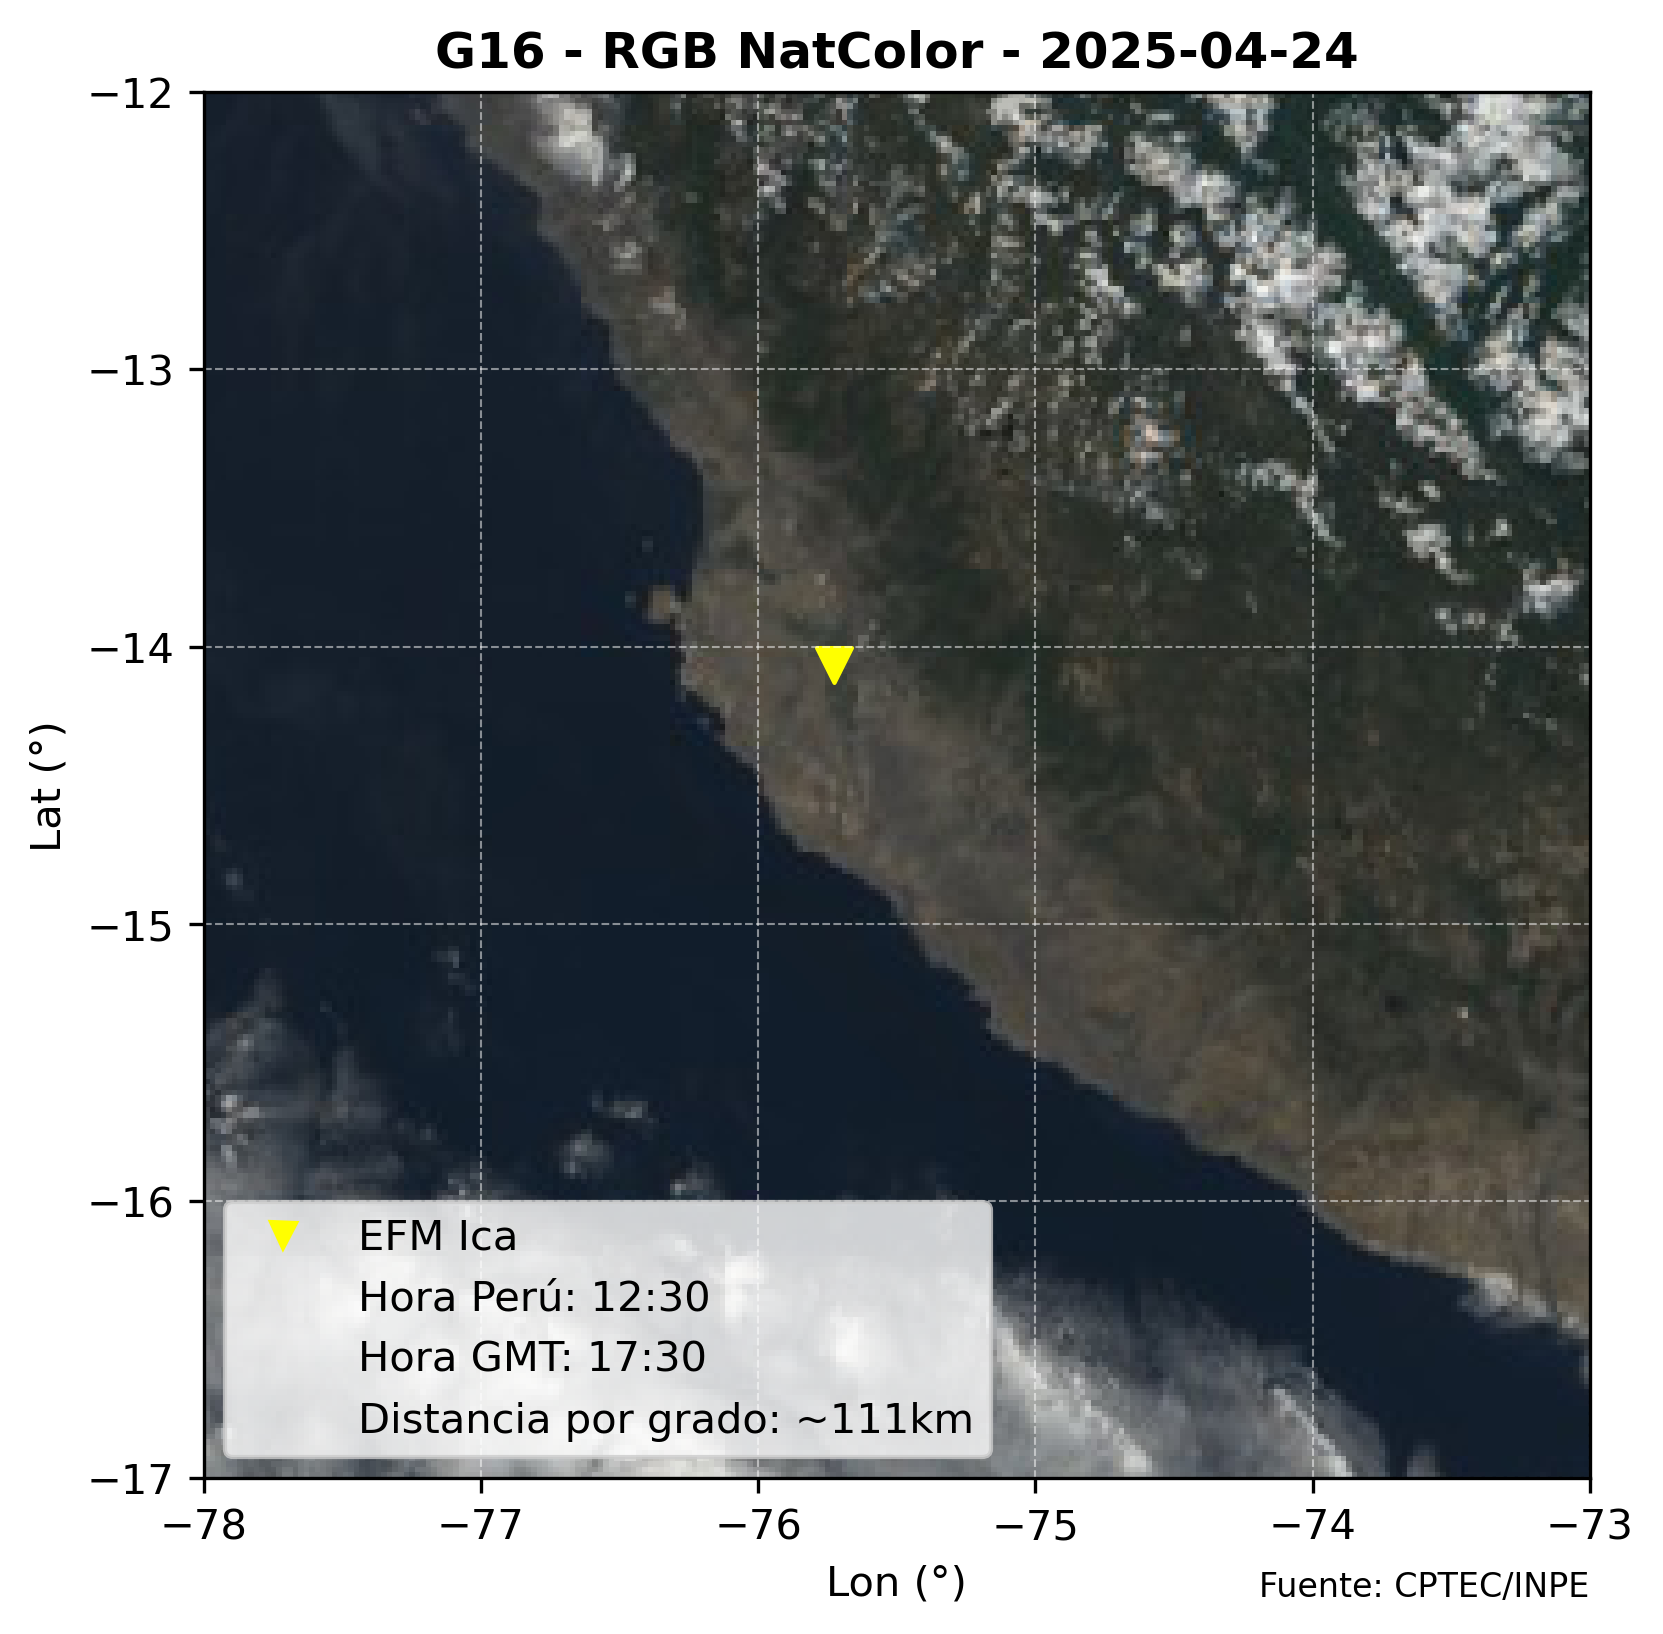 G16 - RGB NatColor - 2025-04-24
−12
−13
−14
−15
−16
−17
Lat (°)
EFM Ica
Hora Perú: 12:30
Hora GMT: 17:30
Distancia por grado: ~111km
−78 −77 −76 −75 −74 −73
Lon (°)
Fuente: CPTEC/INPE